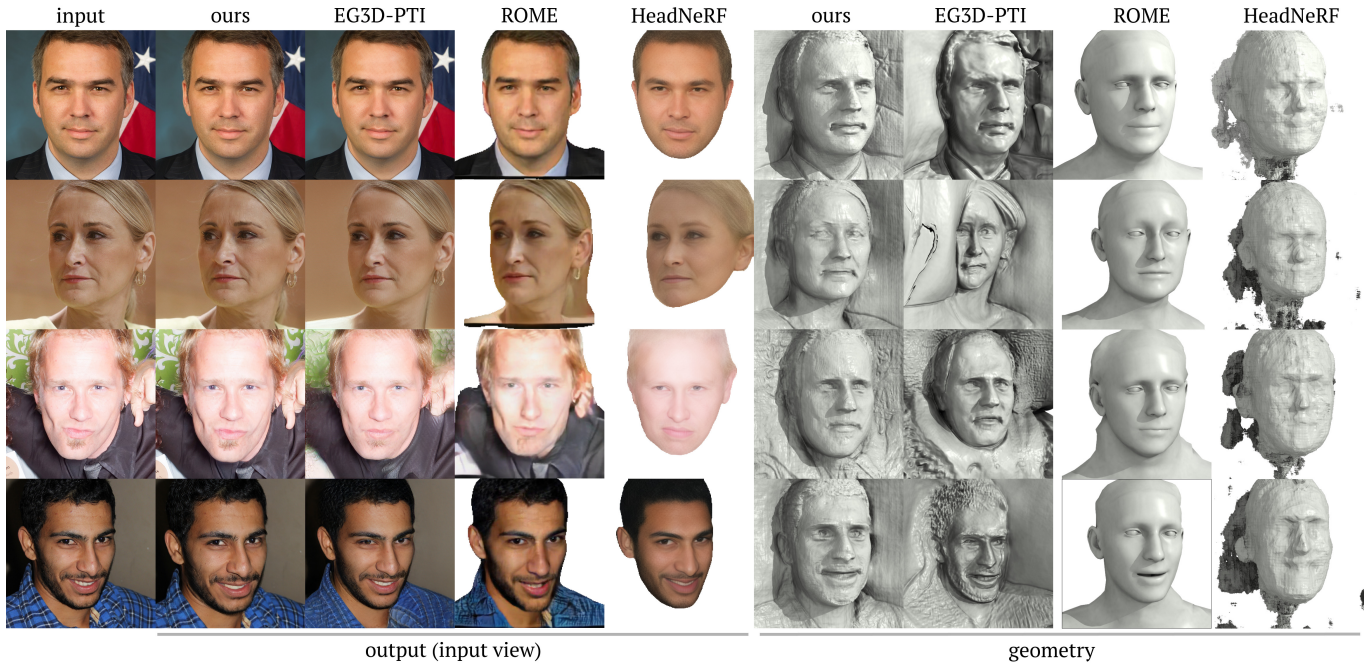 input ours EG3D-PTI ROME HeadNeRF ours EG3D-PTI ROME HeadNeRF
output (input view) geometry